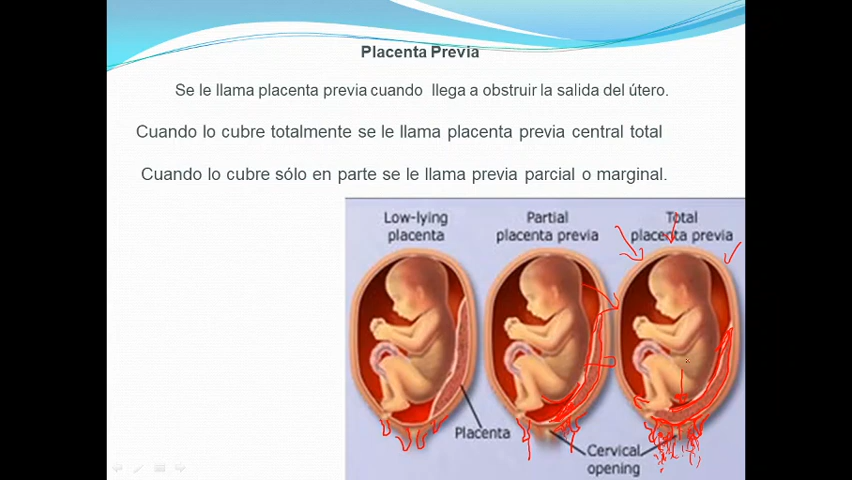 Placenta Previa
Se le llama placenta previa cuando llega a obstruir la salida del útero.
Cuando lo cubre totalmente se le llama placenta previa central total
Cuando lo cubre sólo en parte se le llama previa parcial o marginal.
Low-lying
placenta
Partial
placenta previa
Total
placenta previa
Placenta
Cervical
opening